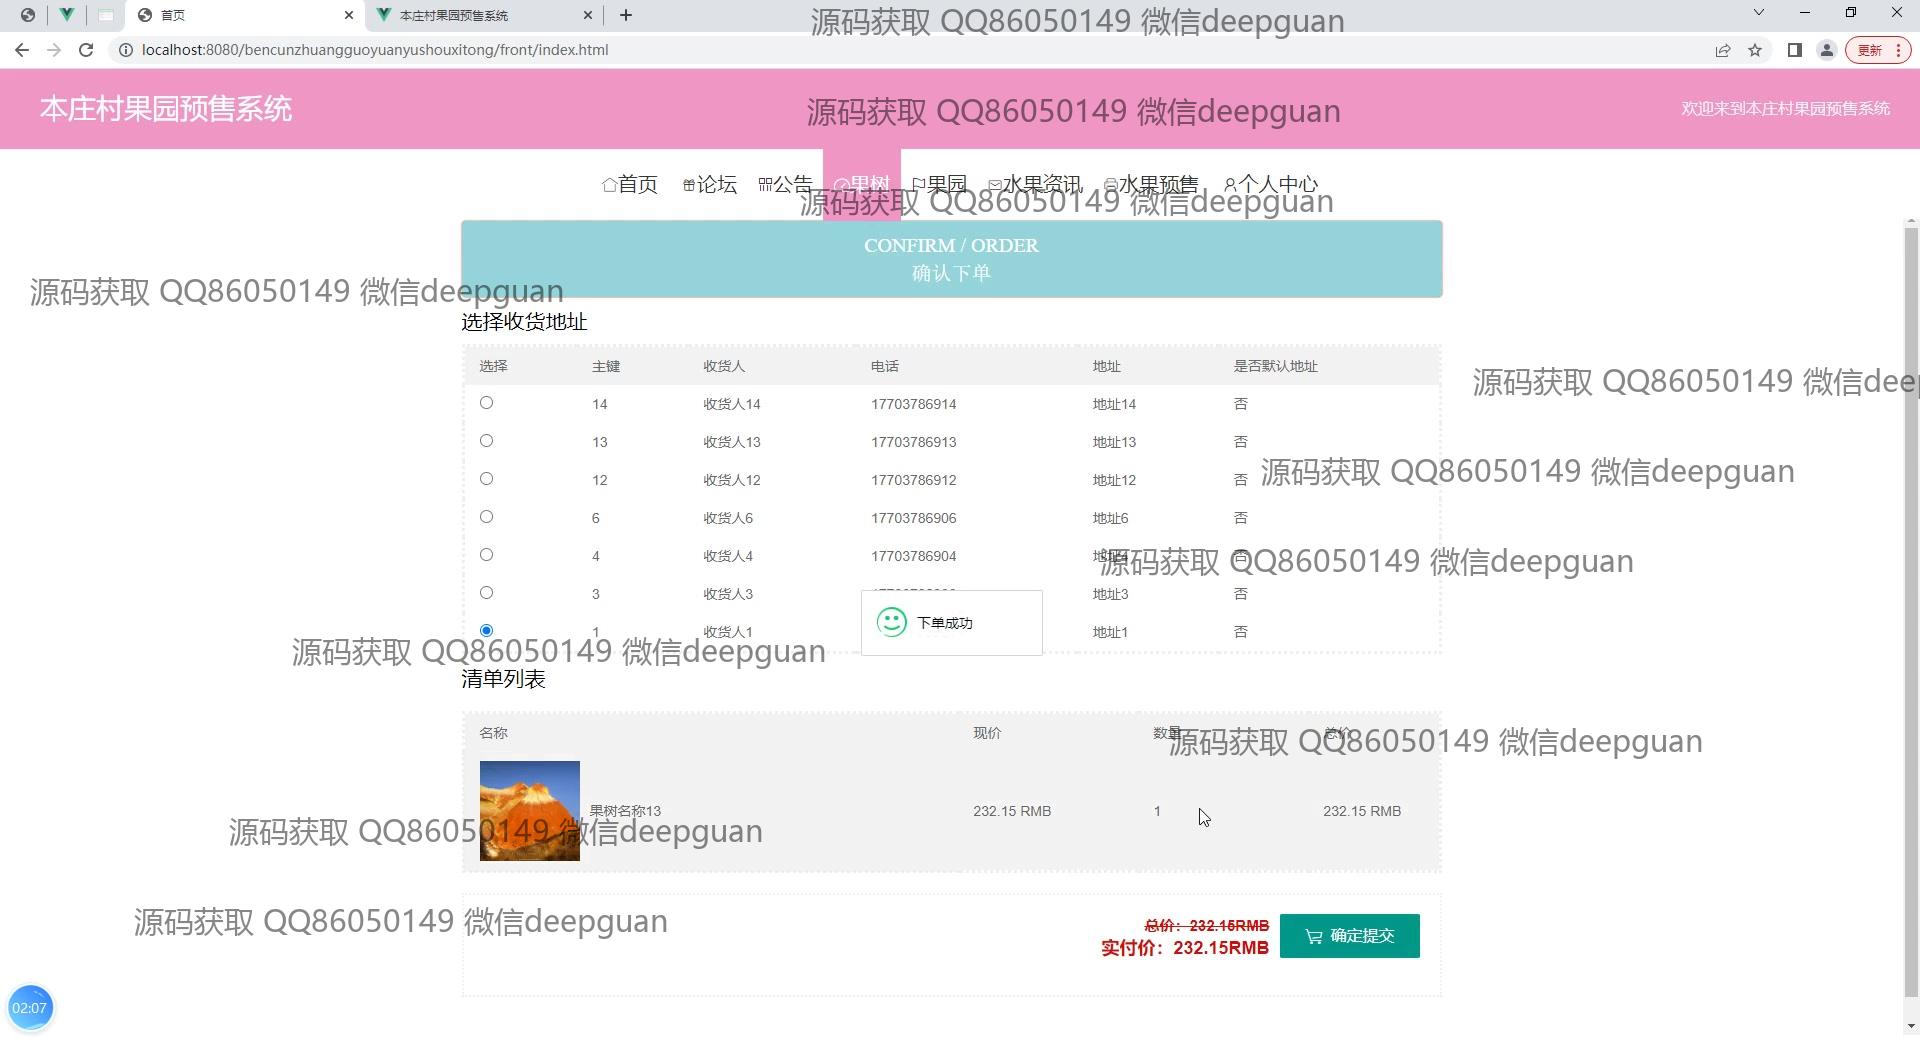 首页
本庄村果园预售系统
源码获取 QQ86050149 微信deepguan
localhost:8080/bencunzhuangguoyuanyushouxitong/front/index.html
更新
本庄村果园预售系统
源码获取 QQ86050149 微信deepguan
欢迎来到本庄村果园预售系统
首页 论坛 公告 果树 果园 水果资讯 水果预售 个人中心
源码获取 QQ86050149 微信deepguan
CONFIRM / ORDER
确认下单
源码获取 QQ86050149 微信deepguan
选择收货地址
选择 主键 收货人 电话 地址 是否默认地址
源码获取 QQ86050149 微信dee
14 收货人14 17703786914 地址14 否
13 收货人13 17703786913 地址13 否
源码获取 QQ86050149 微信deepguan
12 收货人12 17703786912 地址12 否
6 收货人6 17703786906 地址6 否
4 收货人4 17703786904 地址4 否
源码获取 QQ86050149 微信deepguan
3 收货人3 地址3 否
下单成功
1 收货人1 地址1 否
源码获取 QQ86050149 微信deepguan
清单列表
名称 现价 数量 总价
源码获取 QQ86050149 微信deepguan
果树名称13 232.15 RMB 1 232.15 RMB
源码获取 QQ86050149 微信deepguan
源码获取 QQ86050149 微信deepguan
总价：232.15RMB
实付价：232.15RMB
确定提交
02:07